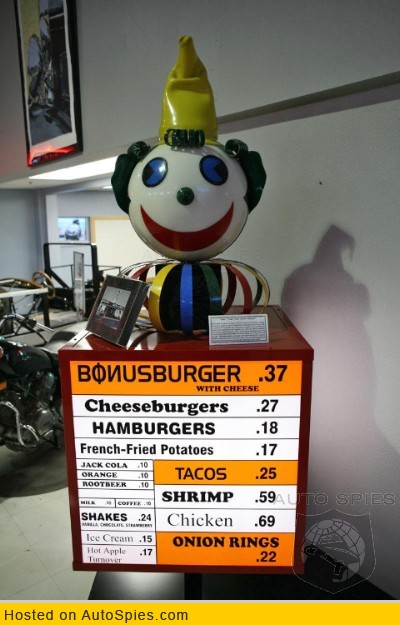 BONUSBURGER .37
WITH CHEESE
Cheeseburgers .27
HAMBURGERS .18
French-Fried Potatoes .17
JACK COLA .10
ORANGE .10
ROOTBEER .10
MILK .10 COFFEE .10
SHAKES .24
VANILLA, CHOCOLATE, STRAWBERRY
Ice Cream .15
Hot Apple
Turnover .17
TACOS .25
SHRIMP .59
Chicken .69
ONION RINGS
.22
AUTO SPIES
Hosted on AutoSpies.com